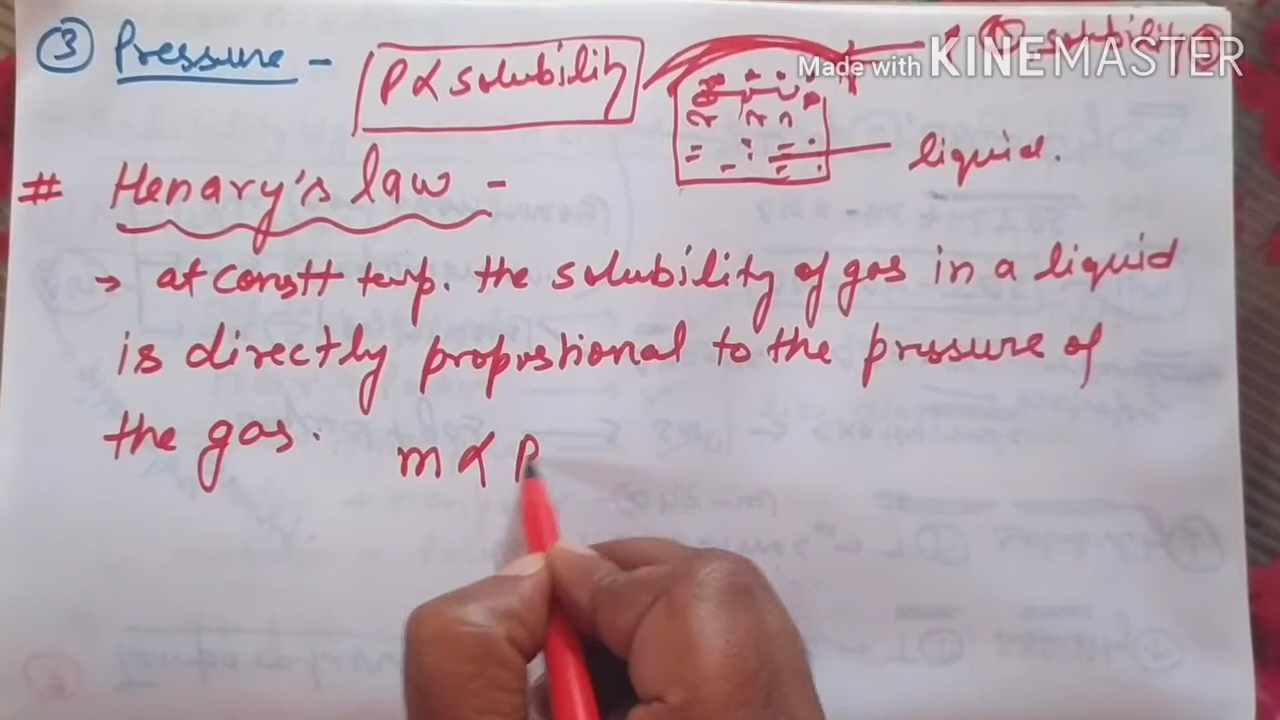 ③ Pressure -
P∝ solubility
solubility
Made with KINEMASTER
liquid.
# Henary's law -
→ at constt temp. the solubility of gas in a liquid
is directly proportional to the pressure of
the gas.
m ∝ P